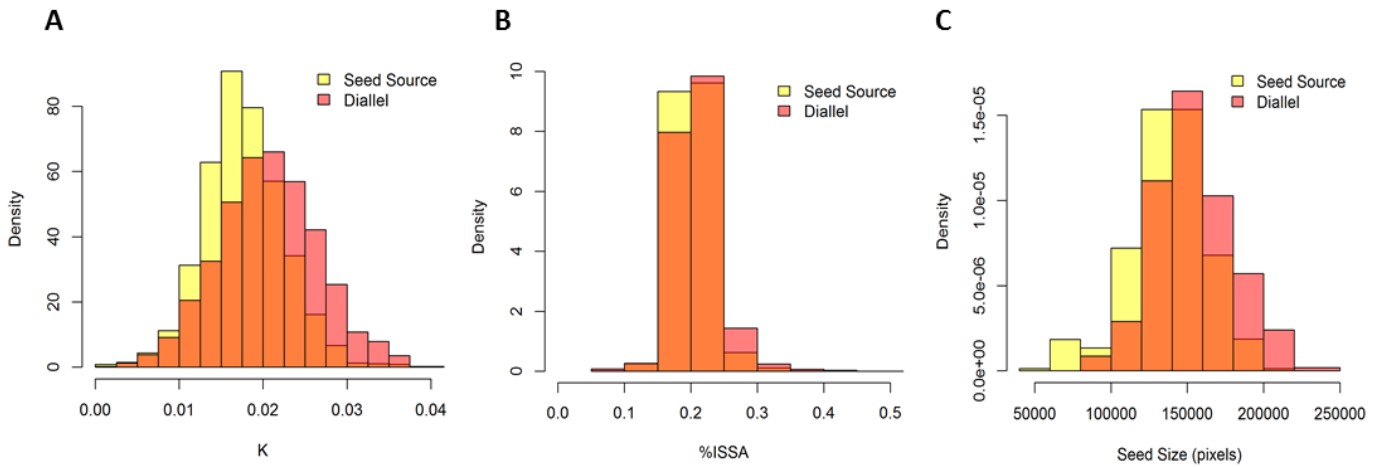 A
Seed Source
Diallel
Density
0
20
40
60
80
0.00 0.01 0.02 0.03 0.04
K
B
Seed Source
Diallel
Density
0
2
4
6
8
10
0.0 0.1 0.2 0.3 0.4 0.5
%ISSA
C
Seed Source
Diallel
Density
0.0e+00
5.0e-06
1.0e-05
1.5e-05
50000 100000 150000 200000 250000
Seed Size (pixels)